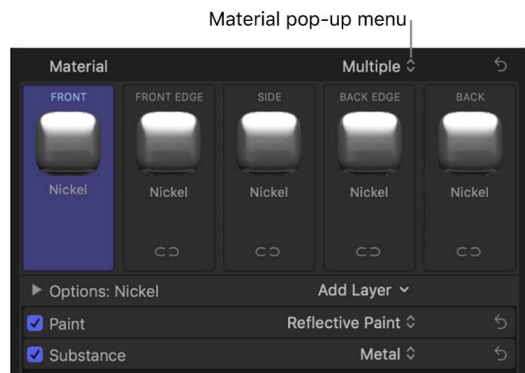 Material pop-up menu
Material Multiple
FRONT FRONT EDGE SIDE BACK EDGE BACK
Nickel Nickel Nickel Nickel Nickel
Options: Nickel Add Layer
Paint Reflective Paint
Substance Metal